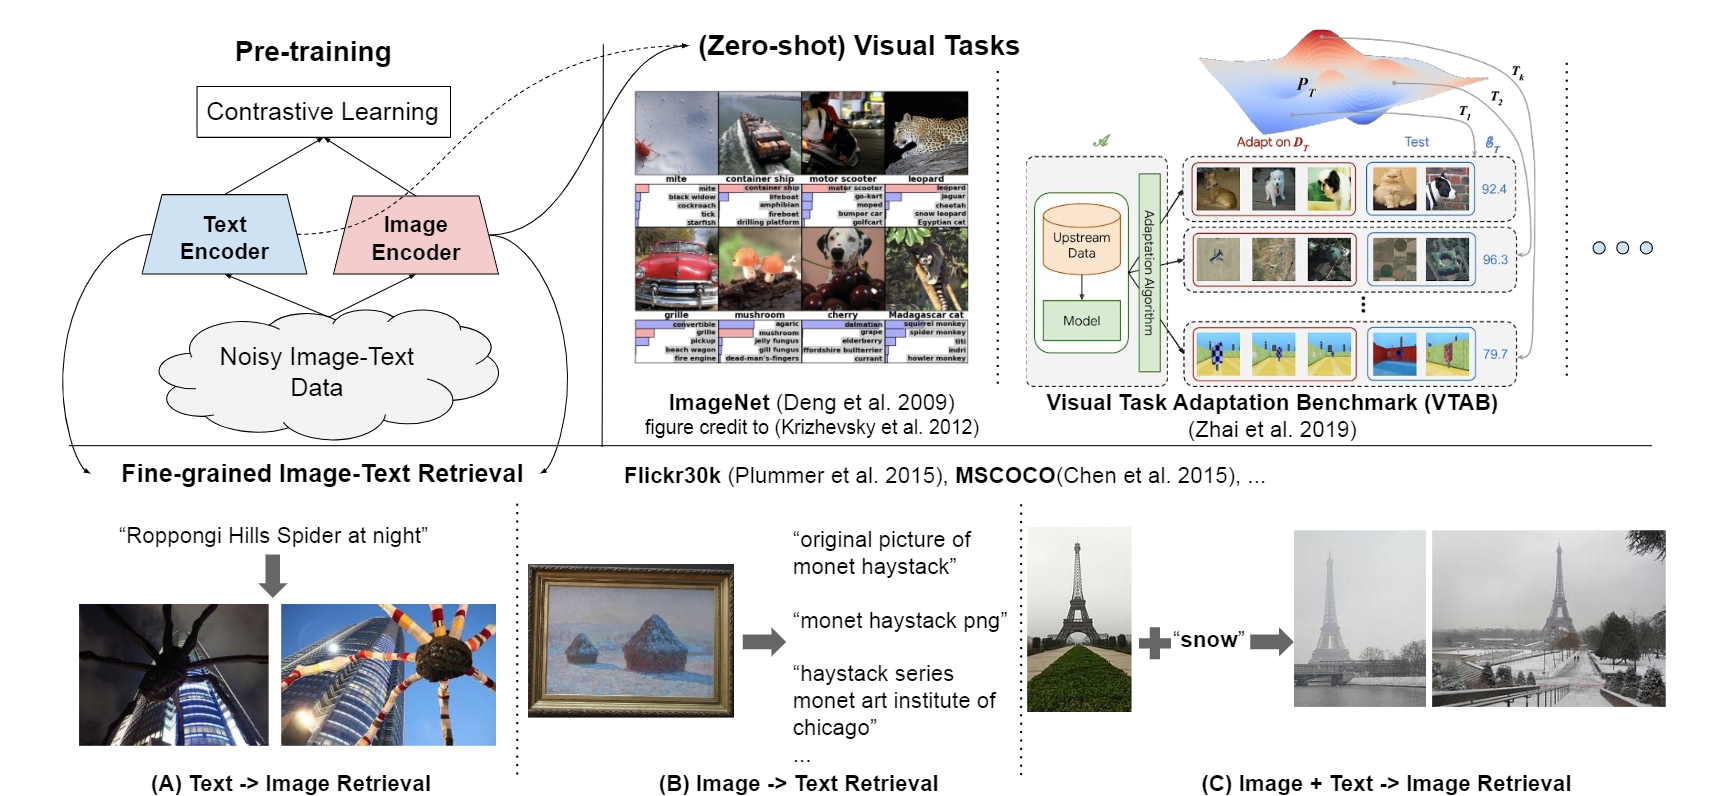 Pre-training
Contrastive Learning
Text
Encoder
Image
Encoder
Noisy Image-Text
Data
(Zero-shot) Visual Tasks
mite
container ship
motor scooter
leopard
mite
black widow
cockroach
tick
starfish
container ship
lifeboat
amphibian
fireboat
drilling platform
motor scooter
go-kart
moped
bumper car
golfcart
leopard
jaguar
cheetah
snow leopard
Egyptian cat
grille
mushroom
cherry
Madagascar cat
convertible
grille
pickup
beach wagon
fire engine
agaric
mushroom
jelly fungus
gill fungus
dead-man's-fingers
dalmatian
grape
elderberry
ffordshire bullterrier
currant
squirrel monkey
spider monkey
titi
indri
howler monkey
ImageNet (Deng et al. 2009)
figure credit to (Krizhevsky et al. 2012)
P_T
T_k
T_2
T_1
𝒜
Adapt on D_T
Test
ℰ_T
Upstream
Data
Model
Adaptation Algorithm
92.4
96.3
79.7
Visual Task Adaptation Benchmark (VTAB)
(Zhai et al. 2019)
Fine-grained Image-Text Retrieval
Flickr30k (Plummer et al. 2015), MSCOCO(Chen et al. 2015), ...
“Roppongi Hills Spider at night”
(A) Text -> Image Retrieval
“original picture of
monet haystack”
“monet haystack png”
“haystack series
monet art institute of
chicago”
...
(B) Image -> Text Retrieval
“snow”
(C) Image + Text -> Image Retrieval